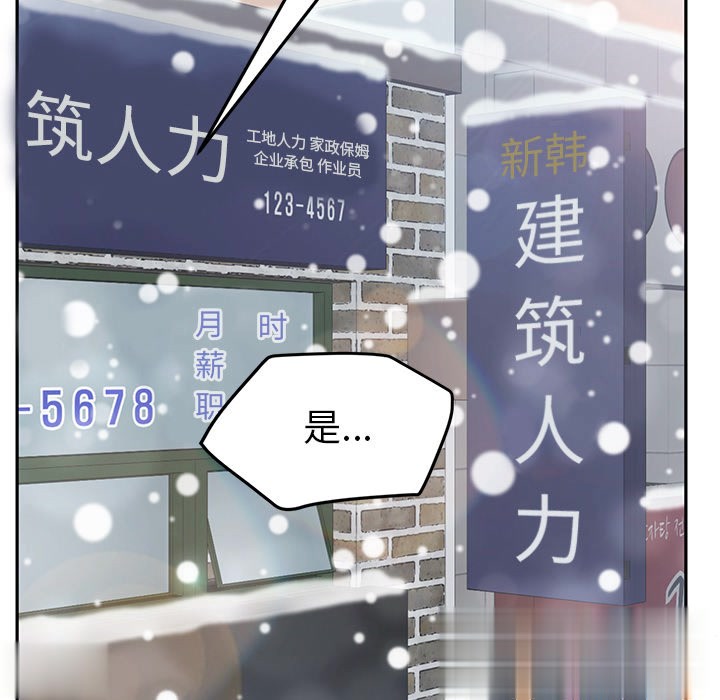 筑人力
工地人力 家政保姆
企业承包 作业员
123-4567
新韩
建筑人力
月薪职
时
-5678
是...